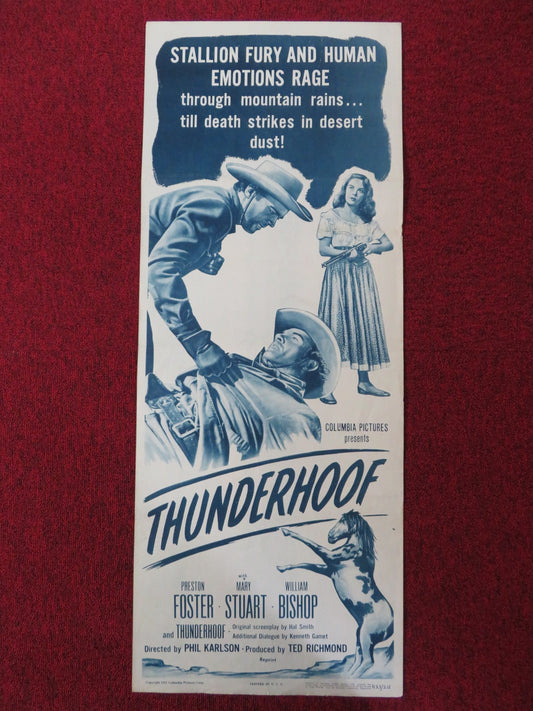 STALLION FURY AND HUMAN
EMOTIONS RAGE
through mountain rains...
till death strikes in desert
dust!
COLUMBIA PICTURES
presents
THUNDERHOOF
PRESTON FOSTER · with MARY STUART · WILLIAM BISHOP
and THUNDERHOOF · Original screenplay by Hal Smith
Additional Dialogue by Kenneth Gamet
Directed by PHIL KARLSON · Produced by TED RICHMOND
Reprint